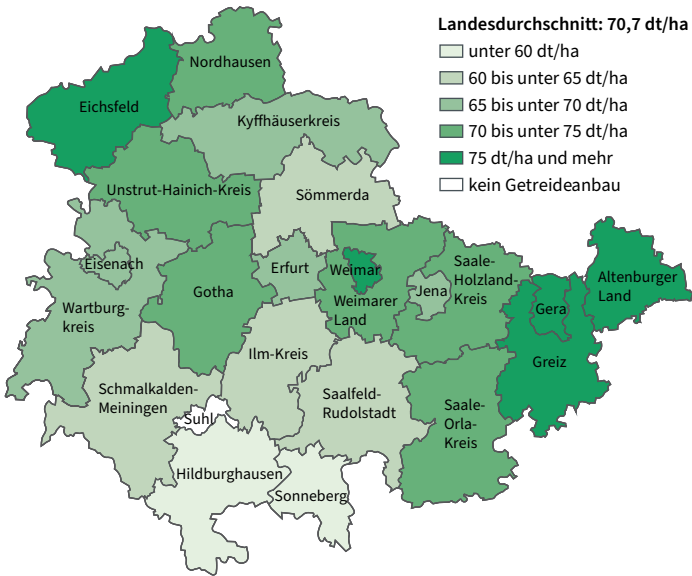 Landesdurchschnitt: 70,7 dt/ha
unter 60 dt/ha
60 bis unter 65 dt/ha
65 bis unter 70 dt/ha
70 bis unter 75 dt/ha
75 dt/ha und mehr
kein Getreideanbau
Nordhausen
Eichsfeld
Kyffhäuserkreis
Unstrut-Hainich-Kreis
Sömmerda
Eisenach
Erfurt
Weimar
Saale-
Holzland-
Kreis
Altenburger
Land
Gotha
Jena
Weimarer
Land
Wartburg-
kreis
Gera
Greiz
Ilm-Kreis
Schmalkalden-
Meiningen
Saalfeld-
Rudolstadt
Saale-
Orla-
Kreis
Suhl
Hildburghausen
Sonneberg